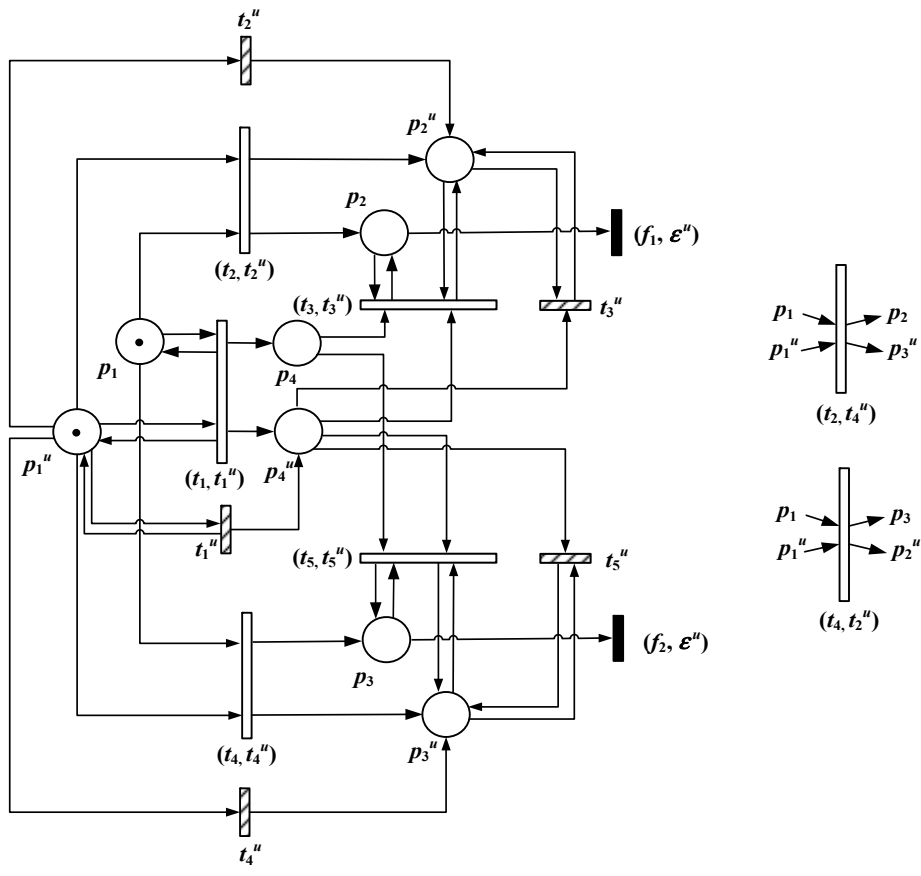 t₂ᵘ
p₂ᵘ
p₂
(f₁, εᵘ)
(t₂, t₂ᵘ)
(t₃, t₃ᵘ)
t₃ᵘ
p₁
p₂
p₁
p₄
p₁ᵘ
p₃ᵘ
(t₂, t₄ᵘ)
p₁ᵘ
(t₁, t₁ᵘ)
p₄ᵘ
p₁
p₃
t₁ᵘ
(t₅, t₅ᵘ)
t₅ᵘ
p₁ᵘ
p₂ᵘ
(t₄, t₂ᵘ)
(f₂, εᵘ)
p₃
(t₄, t₄ᵘ)
p₃ᵘ
t₄ᵘ